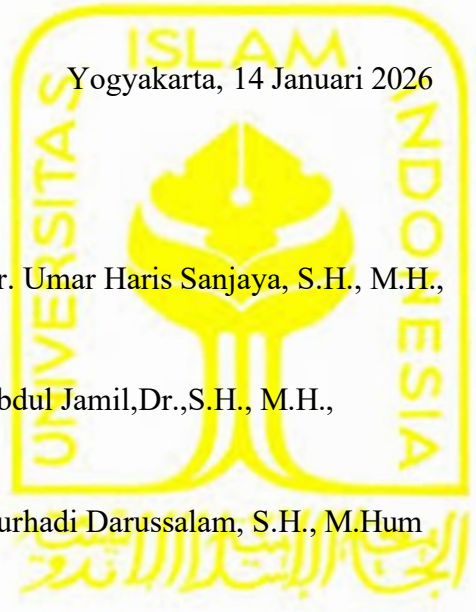 ISLAM
UNIVERSITAS
INDONESIA
Yogyakarta, 14 Januari 2026
r. Umar Haris Sanjaya, S.H., M.H.,
bdul Jamil,Dr.,S.H., M.H.,
urhadi Darussalam, S.H., M.Hum